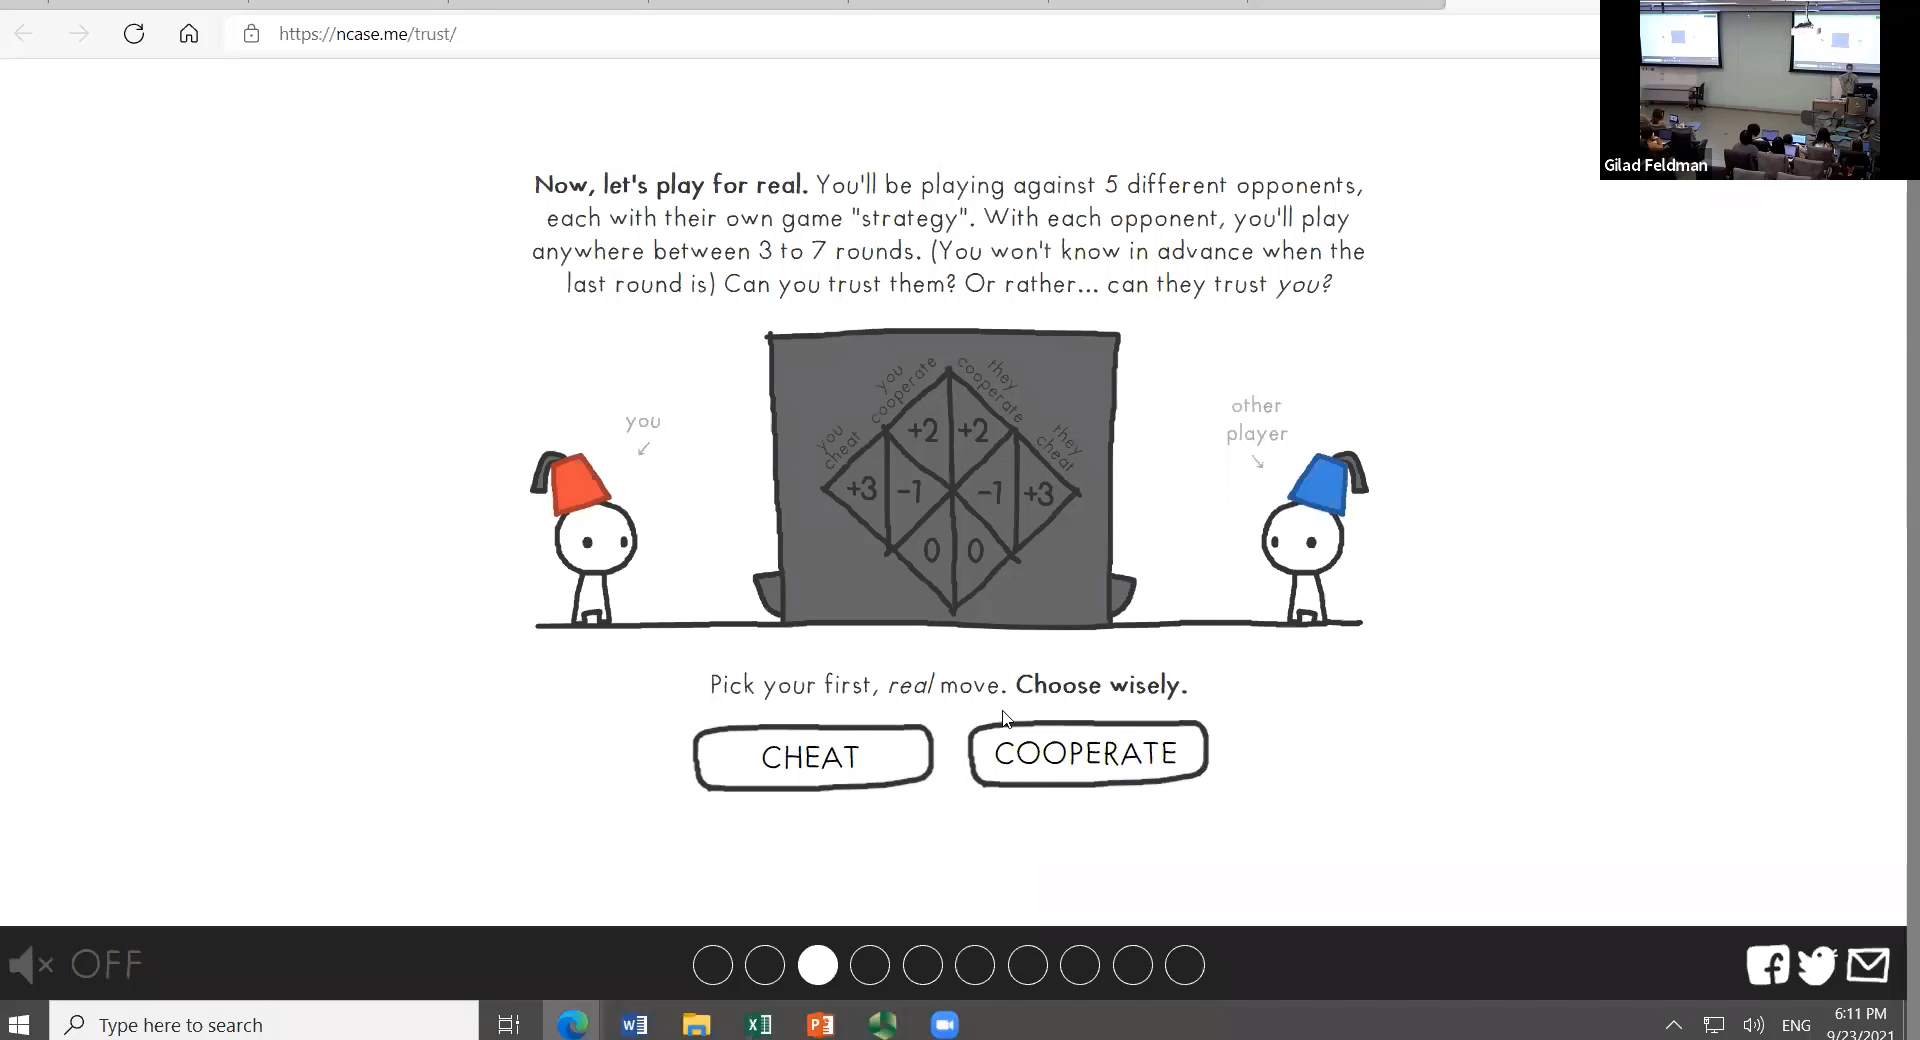 https://ncase.me/trust/
Gilad Feldman
Now, let's play for real. You'll be playing against 5 different opponents,
each with their own game "strategy". With each opponent, you'll play
anywhere between 3 to 7 rounds. (You won't know in advance when the
last round is) Can you trust them? Or rather... can they trust you?
you
↙
other
player
↘
you
cooperate
they
cooperate
you
cheat
they
cheat
+2 +2
+3 -1 -1 +3
0 0
Pick your first, real move. Choose wisely.
CHEAT
COOPERATE
OFF
Type here to search
ENG
6:11 PM
9/23/2021